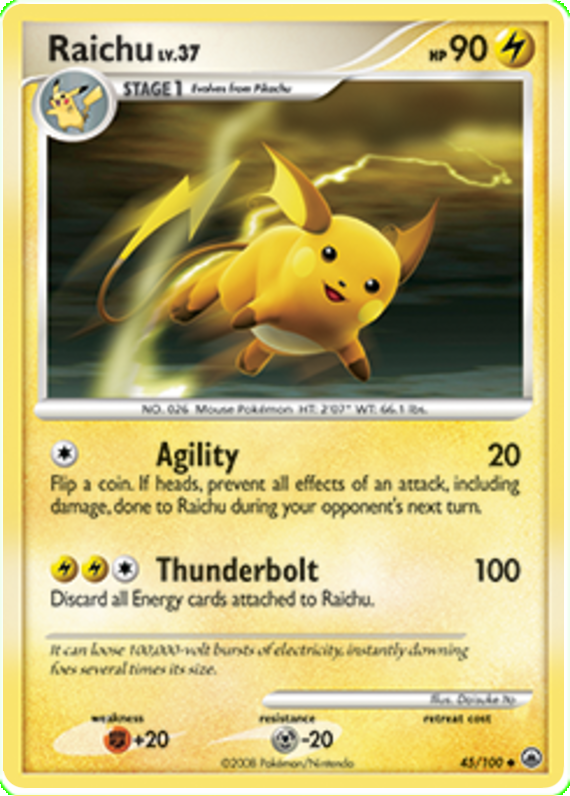 Raichu LV.37 HP 90
STAGE 1 Evolves from Pikachu
NO. 026 Mouse Pokémon HT: 2'07" WT: 66.1 lbs.
Agility 20
Flip a coin. If heads, prevent all effects of an attack, including
damage, done to Raichu during your opponent's next turn.
Thunderbolt 100
Discard all Energy cards attached to Raichu.
It can loose 100,000-volt bursts of electricity, instantly downing
foes several times its size.
Illus. Daisuke Ito
weakness resistance retreat cost
+20 -20
©2008 Pokémon/Nintendo 45/100